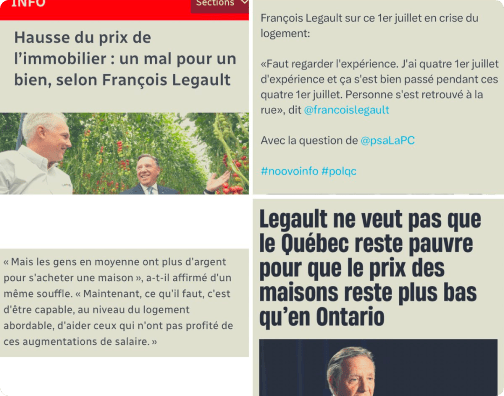 INFO
Sections
Hausse du prix de
l'immobilier : un mal pour un
bien, selon François Legault
« Mais les gens en moyenne ont plus d'argent
pour s'acheter une maison », a-t-il affirmé d'un
même souffle. « Maintenant, ce qu'il faut, c'est
d'être capable, au niveau du logement
abordable, d'aider ceux qui n'ont pas profité de
ces augmentations de salaire. »
François Legault sur ce 1er juillet en crise du
logement:
«Faut regarder l'expérience. J'ai quatre 1er juillet
d'expérience et ça s'est bien passé pendant ces
quatre 1er juillet. Personne s'est retrouvé à la
rue», dit @francoislegault
Avec la question de @psaLaPC
#noovoinfo #polqc
Legault ne veut pas que
le Québec reste pauvre
pour que le prix des
maisons reste plus bas
qu'en Ontario